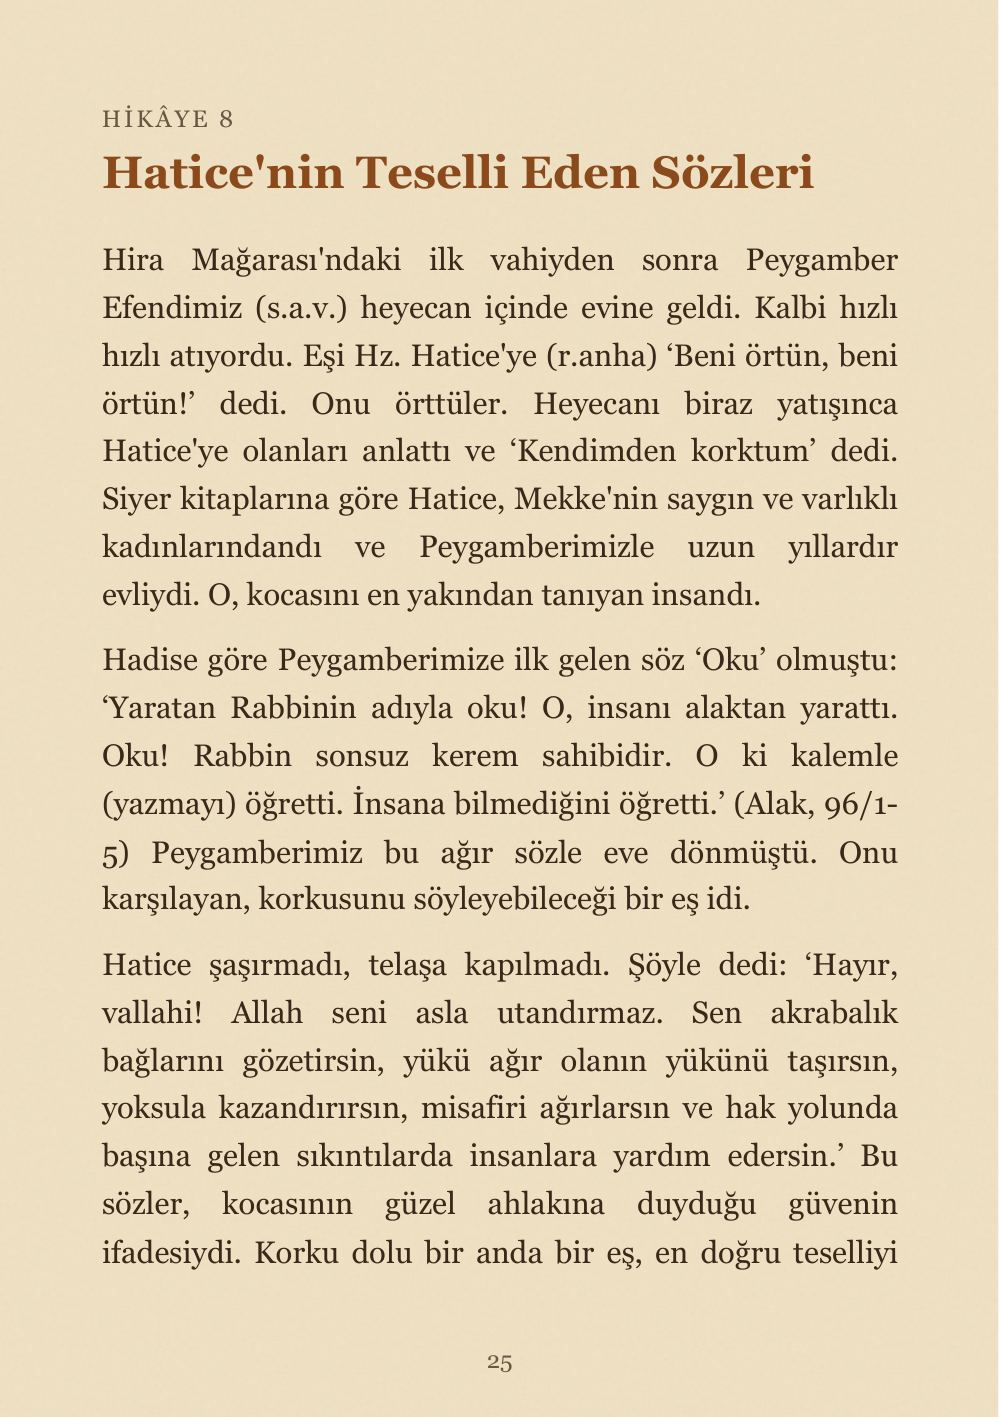 HİKÂYE 8
Hatice'nin Teselli Eden Sözleri
Hira Mağarası'ndaki ilk vahiyden sonra Peygamber
Efendimiz (s.a.v.) heyecan içinde evine geldi. Kalbi hızlı
hızlı atıyordu. Eşi Hz. Hatice'ye (r.anha) ‘Beni örtün, beni
örtün!’ dedi. Onu örttüler. Heyecanı biraz yatışınca
Hatice'ye olanları anlattı ve ‘Kendimden korktum’ dedi.
Siyer kitaplarına göre Hatice, Mekke'nin saygın ve varlıklı
kadınlarındandı ve Peygamberimizle uzun yıllardır
evliydi. O, kocasını en yakından tanıyan insandı.
Hadise göre Peygamberimize ilk gelen söz ‘Oku’ olmuştu:
‘Yaratan Rabbinin adıyla oku! O, insanı alaktan yarattı.
Oku! Rabbin sonsuz kerem sahibidir. O ki kalemle
(yazmayı) öğretti. İnsana bilmediğini öğretti.’ (Alak, 96/1-
5) Peygamberimiz bu ağır sözle eve dönmüştü. Onu
karşılayan, korkusunu söyleyebileceği bir eş idi.
Hatice şaşırmadı, telaşa kapılmadı. Şöyle dedi: ‘Hayır,
vallahi! Allah seni asla utandırmaz. Sen akrabalık
bağlarını gözetirsin, yükü ağır olanın yükünü taşırsın,
yoksula kazandırırsın, misafiri ağırlarsın ve hak yolunda
başına gelen sıkıntılarda insanlara yardım edersin.’ Bu
sözler, kocasının güzel ahlakına duyduğu güvenin
ifadesiydi. Korku dolu bir anda bir eş, en doğru teselliyi
25